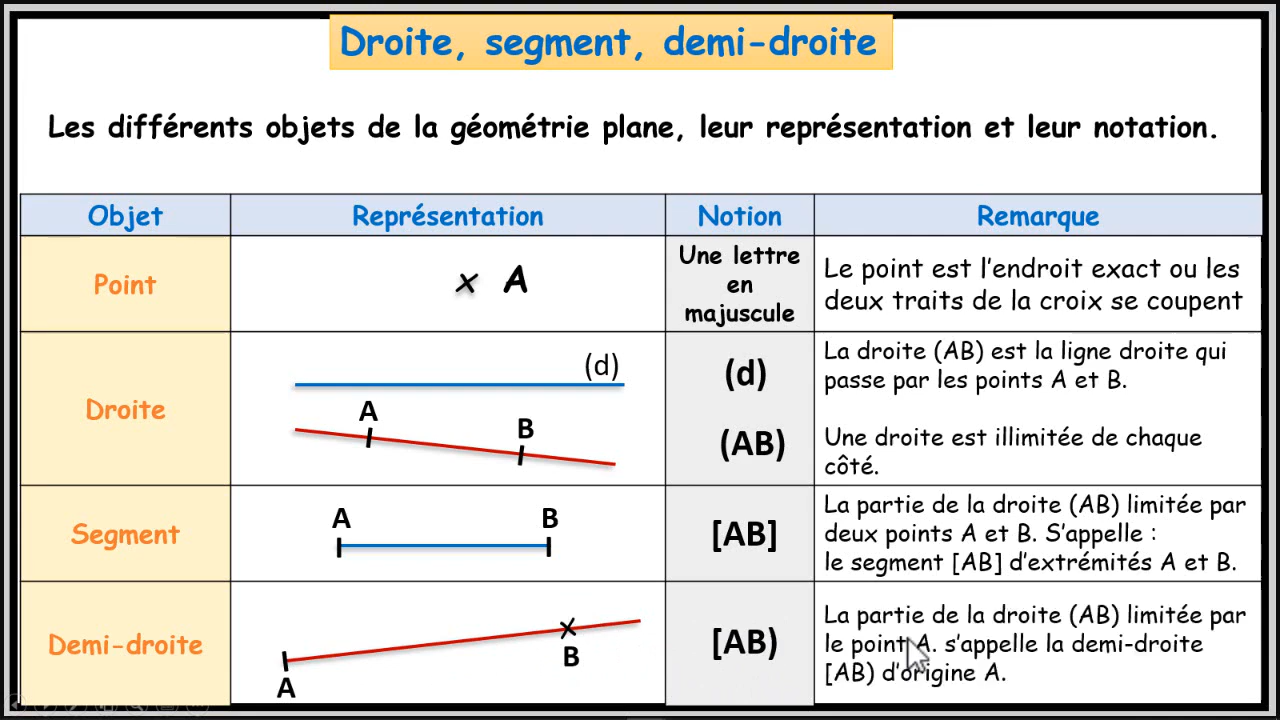 Droite, segment, demi-droite
Les différents objets de la géométrie plane, leur représentation et leur notation.
Objet
Représentation
Notion
Remarque
Point
x A
Une lettre
en
majuscule
Le point est l’endroit exact ou les
deux traits de la croix se coupent
Droite
(d)
A
B
(d)
(AB)
La droite (AB) est la ligne droite qui
passe par les points A et B.
Une droite est illimitée de chaque
côté.
Segment
A
B
[AB]
La partie de la droite (AB) limitée par
deux points A et B. S’appelle :
le segment [AB] d’extrémités A et B.
Demi-droite
A
B
[AB)
La partie de la droite (AB) limitée par
le point A. s’appelle la demi-droite
[AB) d’origine A.